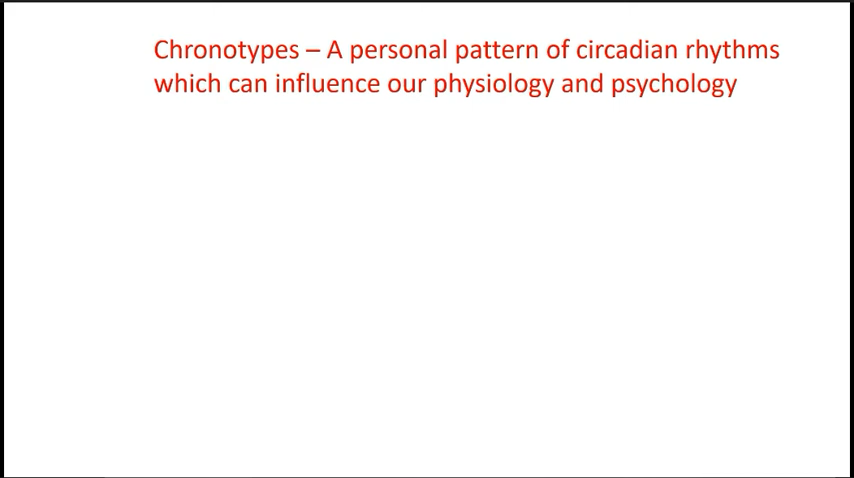 Chronotypes – A personal pattern of circadian rhythms
which can influence our physiology and psychology